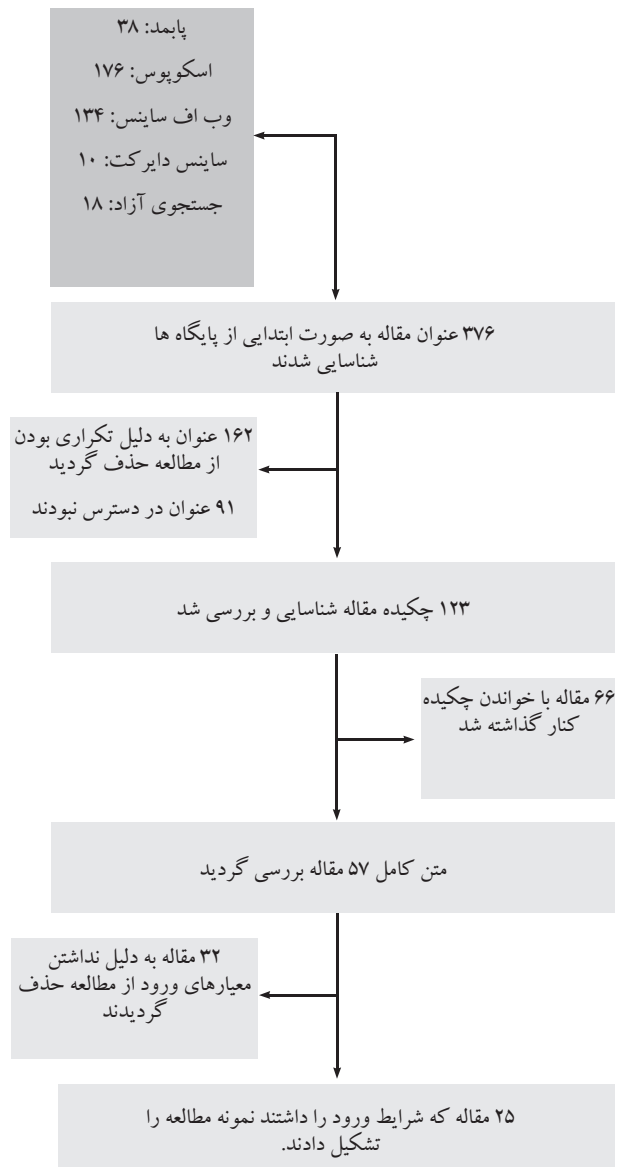 پابمد: ۳۸
اسکوپوس: ۱۷۶
وب اف ساینس: ۱۳۴
ساینس دایرکت: ۱۰
جستجوی آزاد: ۱۸
۳۷۶ عنوان مقاله به صورت ابتدایی از پایگاه ها
شناسایی شدند
۱۶۲ عنوان به دلیل تکراری بودن
از مطالعه حذف گردید
۹۱ عنوان در دسترس نبودند
۱۲۳ چکیده مقاله شناسایی و بررسی شد
۶۶ مقاله با خواندن چکیده
کنار گذاشته شد
متن کامل ۵۷ مقاله بررسی گردید
۳۲ مقاله به دلیل نداشتن
معیارهای ورود از مطالعه حذف
گردیدند
۲۵ مقاله که شرایط ورود را داشتند نمونه مطالعه را
تشکیل دادند.